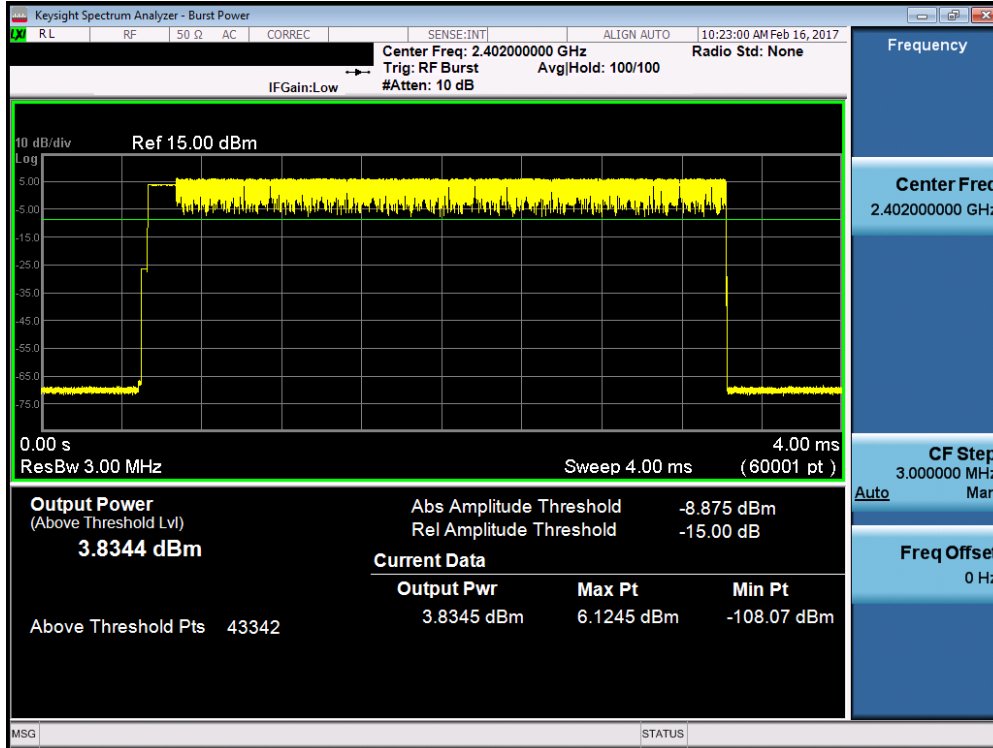 Keysight Spectrum Analyzer - Burst Power
LXI RL RF 50 Ω AC CORREC SENSE:INT ALIGN AUTO 10:23:00 AM Feb 16, 2017
Center Freq: 2.402000000 GHz Radio Std: None
Trig: RF Burst Avg|Hold: 100/100
IFGain:Low #Atten: 10 dB
Frequency
10 dB/div Ref 15.00 dBm
Log
5.00
-5.00
-15.0
-25.0
-35.0
-45.0
-55.0
-65.0
-75.0
Center Freq
2.402000000 GHz
0.00 s 4.00 ms
ResBw 3.00 MHz Sweep 4.00 ms (60001 pt)
CF Step
3.000000 MHz
Auto Man
Output Power
(Above Threshold Lvl)
3.8344 dBm
Above Threshold Pts 43342
Abs Amplitude Threshold -8.875 dBm
Rel Amplitude Threshold -15.00 dB
Current Data
Output Pwr Max Pt Min Pt
3.8345 dBm 6.1245 dBm -108.07 dBm
Freq Offset
0 Hz
MSG STATUS